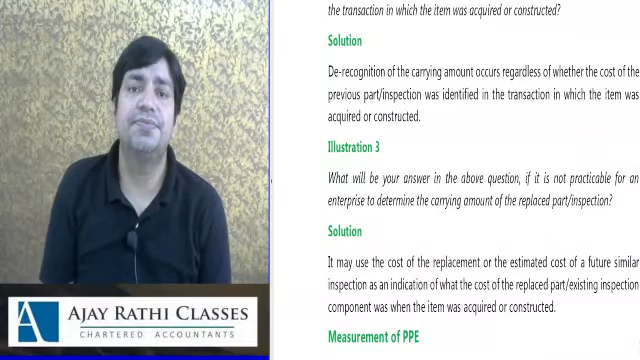 the transaction in which the item was acquired or constructed?
Solution
De-recognition of the carrying amount occurs regardless of whether the cost of the
previous part/inspection was identified in the transaction in which the item was
acquired or constructed.
Illustration 3
What will be your answer in the above question, if it is not practicable for an
enterprise to determine the carrying amount of the replaced part/inspection?
Solution
It may use the cost of the replacement or the estimated cost of a future similar
inspection as an indication of what the cost of the replaced part/existing inspection
component was when the item was acquired or constructed.
Measurement of PPE
A
AJAY RATHI CLASSES
CHARTERED ACCOUNTANTS